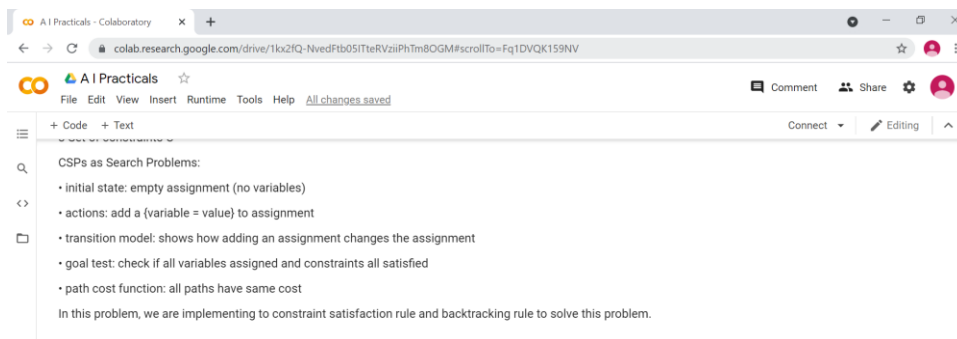 A I Practicals - Colaboratory
colab.research.google.com/drive/1kx2fQ-NvedFtb05ITteRVziiPhTm8OGM#scrollTo=Fq1DVQK159NV
CO A I Practicals
File Edit View Insert Runtime Tools Help All changes saved
Comment Share
+ Code + Text
Connect Editing
CSPs as Search Problems:
• initial state: empty assignment (no variables)
• actions: add a {variable = value} to assignment
• transition model: shows how adding an assignment changes the assignment
• goal test: check if all variables assigned and constraints all satisfied
• path cost function: all paths have same cost
In this problem, we are implementing to constraint satisfaction rule and backtracking rule to solve this problem.